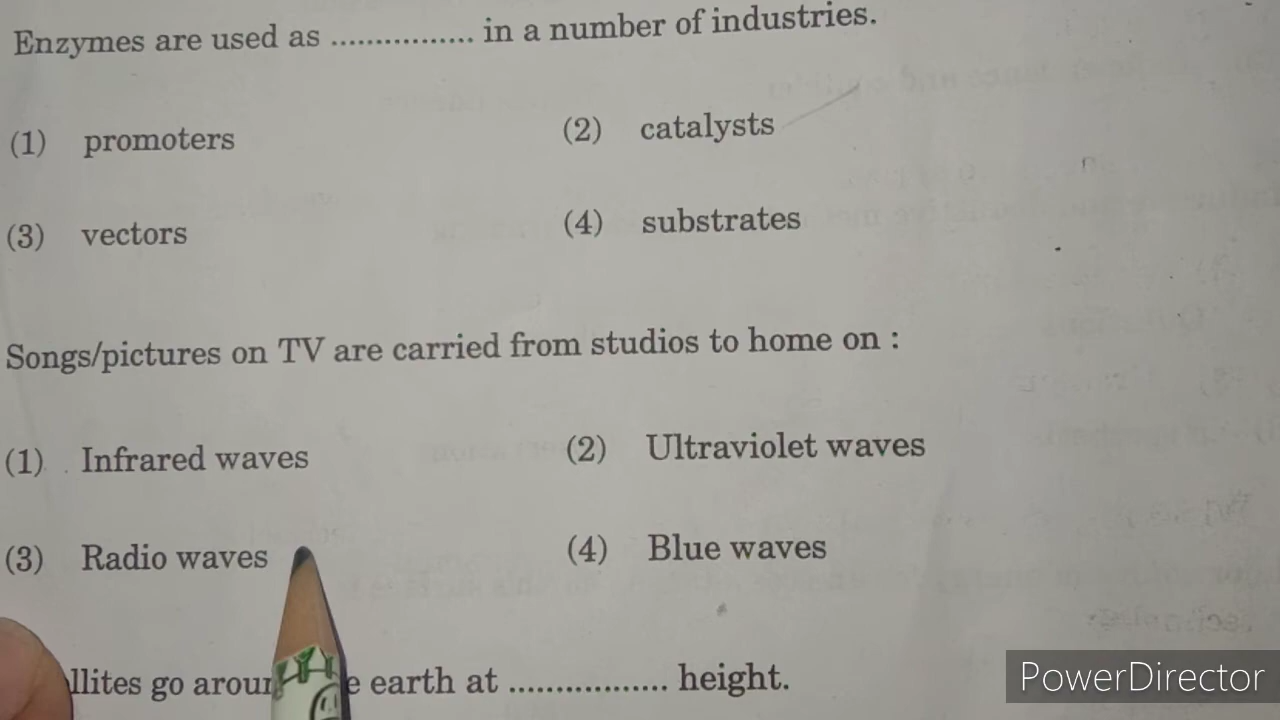 Enzymes are used as ................ in a number of industries.
(1) promoters (2) catalysts
(3) vectors (4) substrates
Songs/pictures on TV are carried from studios to home on :
(1) Infrared waves (2) Ultraviolet waves
(3) Radio waves (4) Blue waves
go earth at ................. height.
PowerDirector